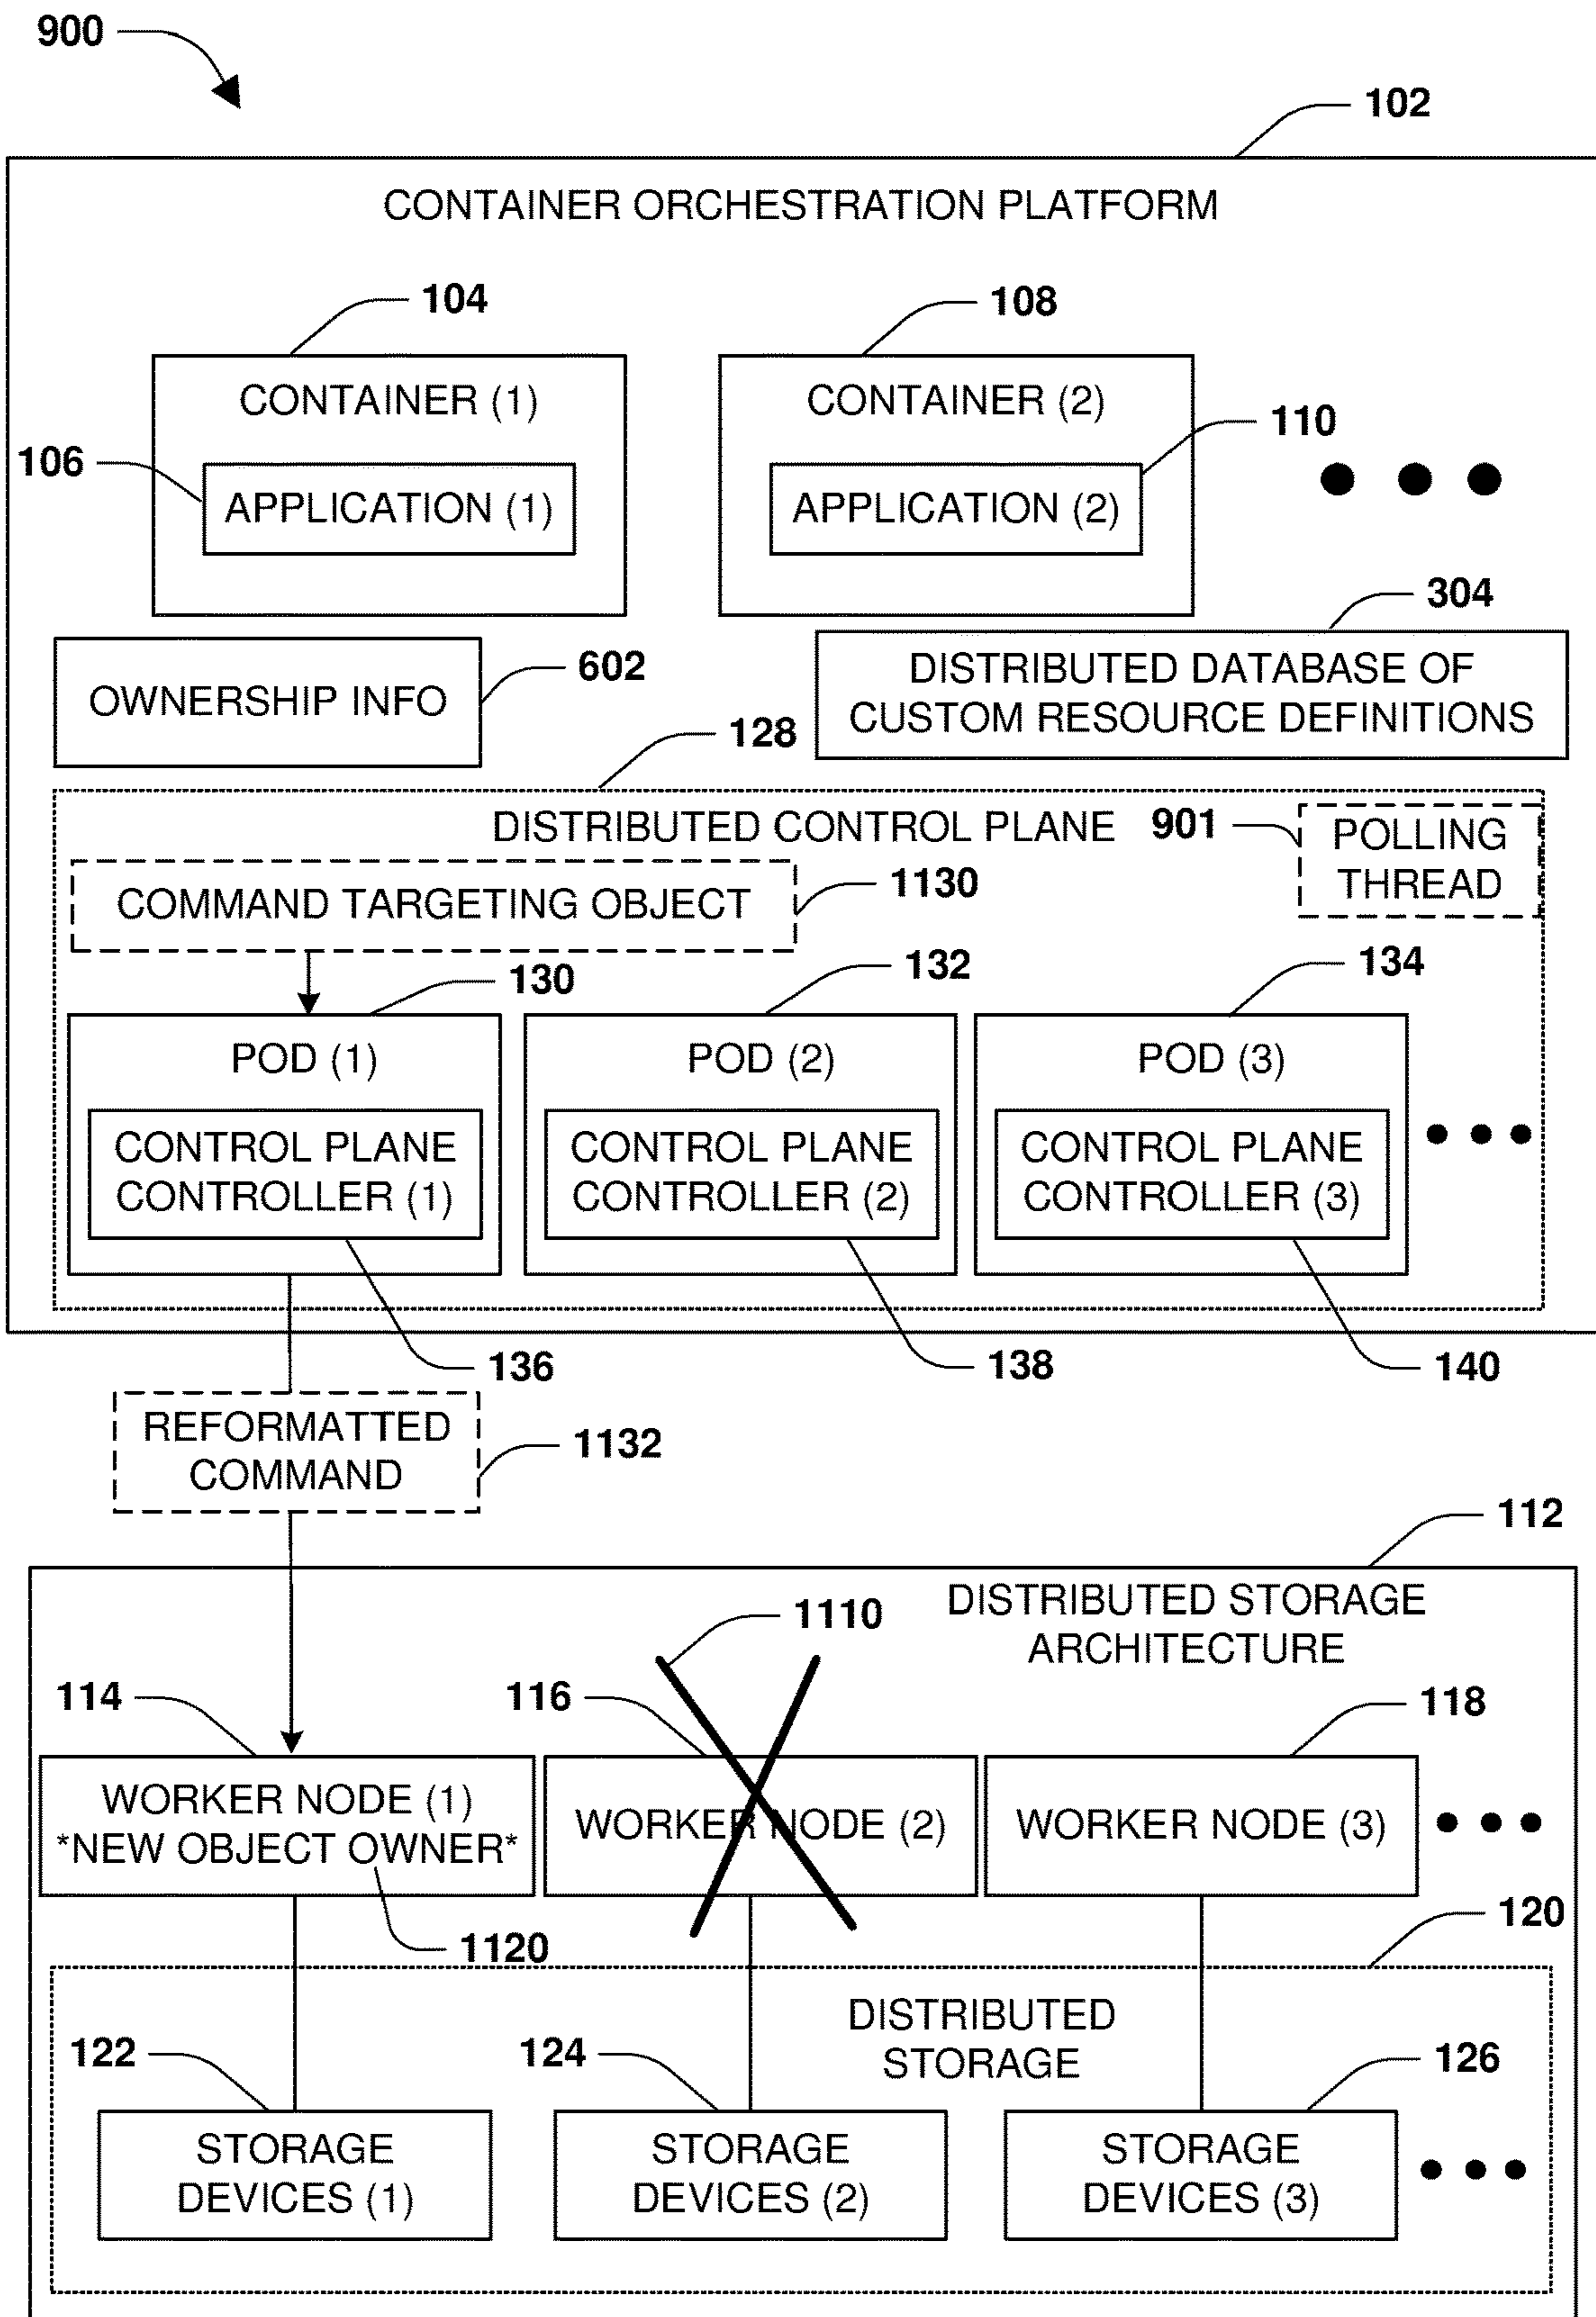 900
102
CONTAINER ORCHESTRATION PLATFORM
104
108
CONTAINER (1)
CONTAINER (2)
110
106
APPLICATION (1)
APPLICATION (2)
304
602
OWNERSHIP INFO
DISTRIBUTED DATABASE OF
CUSTOM RESOURCE DEFINITIONS
128
DISTRIBUTED CONTROL PLANE
901
POLLING
THREAD
COMMAND TARGETING OBJECT
1130
130
132
134
POD (1)
POD (2)
POD (3)
CONTROL PLANE
CONTROLLER (1)
CONTROL PLANE
CONTROLLER (2)
CONTROL PLANE
CONTROLLER (3)
136
138
140
REFORMATTED
COMMAND
1132
112
DISTRIBUTED STORAGE
ARCHITECTURE
1110
114
116
118
WORKER NODE (1)
*NEW OBJECT OWNER*
WORKER NODE (2)
WORKER NODE (3)
1120
120
DISTRIBUTED
STORAGE
122
124
126
STORAGE
DEVICES (1)
STORAGE
DEVICES (2)
STORAGE
DEVICES (3)